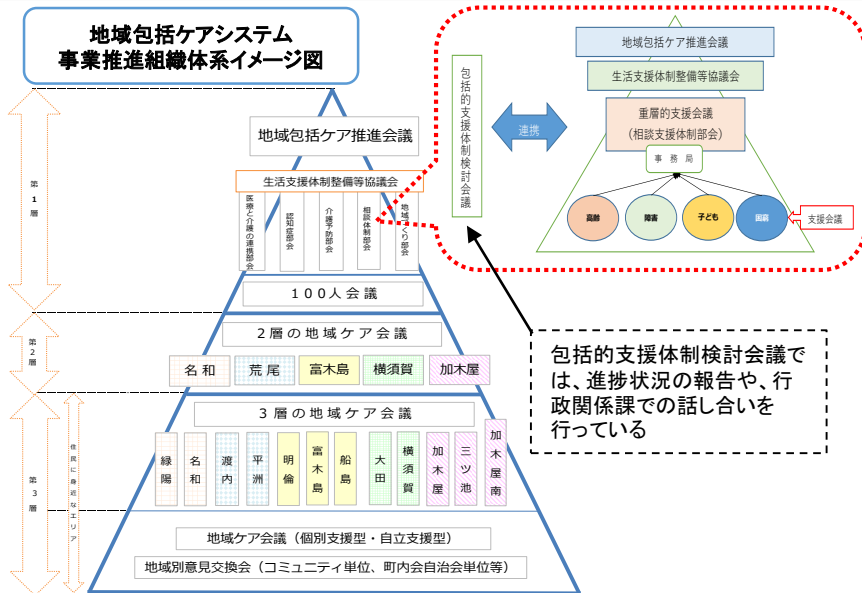 地域包括ケアシステム
事業推進組織体系イメージ図
第1層
地域包括ケア推進会議
生活支援体制整備等協議会
医療と介護の連携部会
認知症部会
介護予防部会
相談体制部会
地域づくり部会
100人会議
第2層
2層の地域ケア会議
名和
荒尾
富木島
横須賀
加木屋
第3層
住民に身近なエリア
3層の地域ケア会議
緑陽
名和
渡内
平洲
明倫
富木島
船島
大田
横須賀
加木屋
三ツ池
加木屋南
地域ケア会議（個別支援型・自立支援型）
地域別意見交換会（コミュニティ単位、町内会自治会単位等）
包括的支援体制検討会議
連携
地域包括ケア推進会議
生活支援体制整備等協議会
重層的支援会議
（相談支援体制部会）
事務局
高齢
障害
子ども
困窮
支援会議
包括的支援体制検討会議で
は、進捗状況の報告や、行
政関係課での話し合いを
行っている